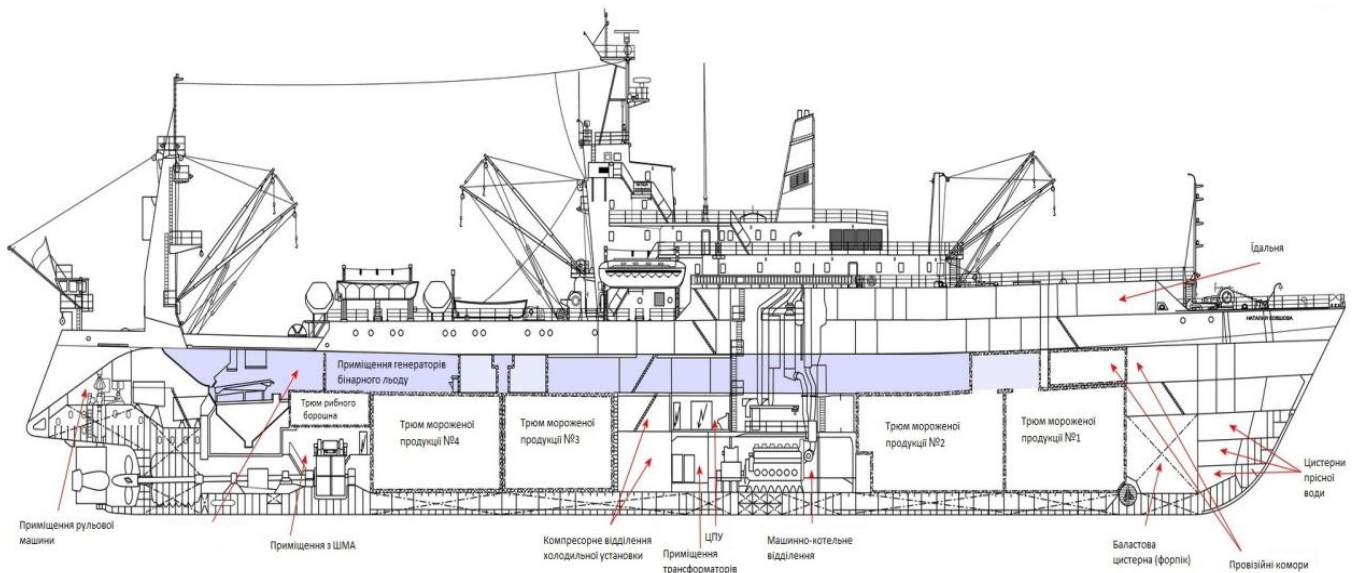 Їдальня
НАТАЛИЯ КОВШОВА
Приміщення генераторів
бінарного льоду
Трюм рибного
борошна
Трюм мороженої
продукції №4
Трюм мороженої
продукції №3
Трюм мороженої
продукції №2
Трюм мороженої
продукції №1
Цистерни
прісної
води
Приміщення рульової
машини
Приміщення з ШМА
Компресорне відділення
холодильної установки
Приміщення
трансформаторів
ЦПУ
Машинно-котельне
відділення
Баластова
цистерна (форпік)
Провізійні комори